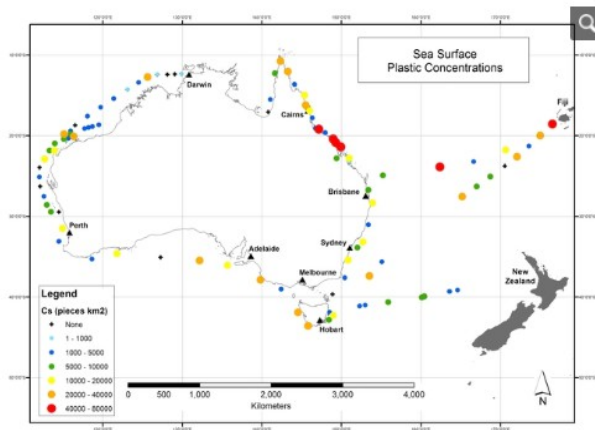 Sea Surface
Plastic Concentrations
Darwin
Cairns
Fiji
Brisbane
Perth
Adelaide
Sydney
Melbourne
New
Zealand
Hobert
Legend
Cs (pieces km2)
None
1 - 1000
1000 - 5000
5000 - 10000
10000 - 20000
20000 - 40000
40000 - 80000
0 500 1,000 2,000 3,000 4,000
Kilometers
N